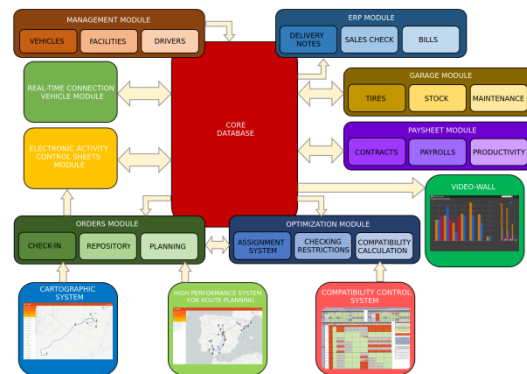 MANAGEMENT MODULE
VEHICLES
FACILITIES
DRIVERS
ERP MODULE
DELIVERY
NOTES
SALES CHECK
BILLS
REAL-TIME CONNECTION
VEHICLE MODULE
CORE
DATABASE
GARAGE MODULE
TIRES
STOCK
MAINTENANCE
ELECTRONIC ACTIVITY
CONTROL SHEETS
MODULE
PAYSHEET MODULE
CONTRACTS
PAYROLLS
PRODUCTIVITY
VIDEO-WALL
ORDERS MODULE
CHECK-IN
REPOSITORY
PLANNING
OPTIMIZATION MODULE
ASSIGNMENT
SYSTEM
CHECKING
RESTRICTIONS
COMPATIBILITY
CALCULATION
CARTOGRAPHIC
SYSTEM
HIGH PERFORMANCE SYSTEM
FOR ROUTE PLANNING
COMPATIBILITY CONTROL
SYSTEM